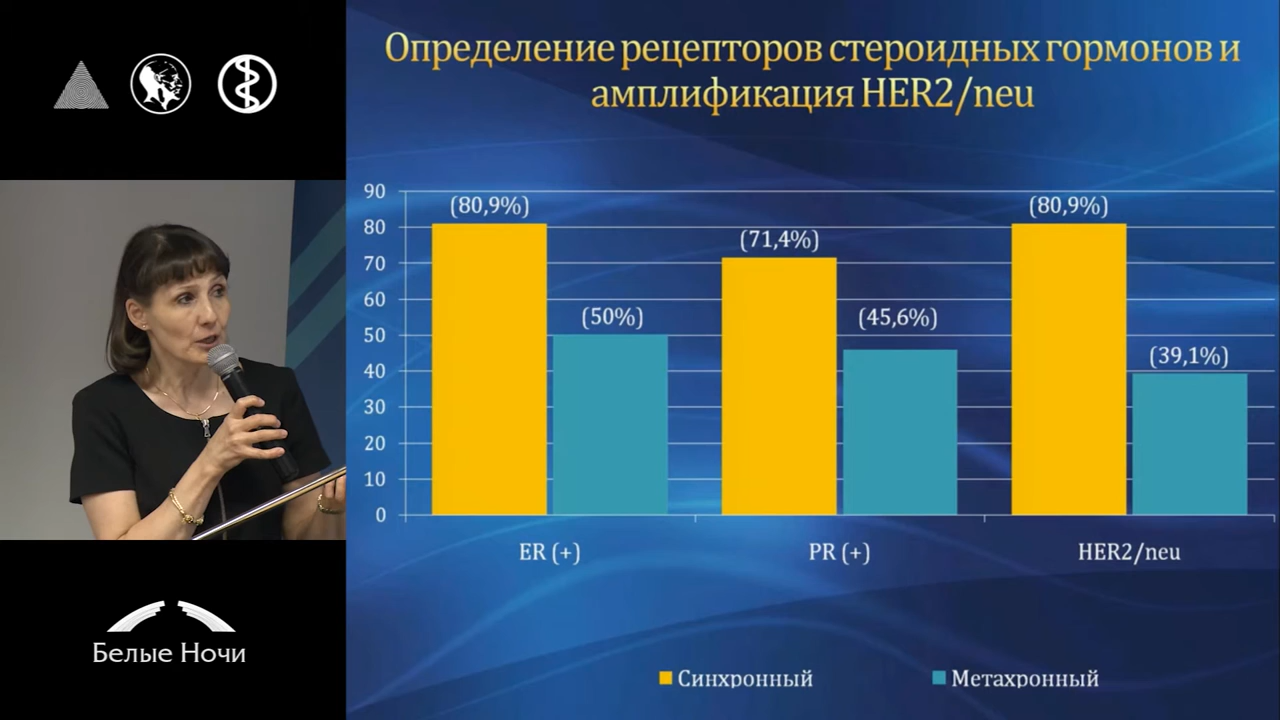 Определение рецепторов стероидных гормонов и
амплификация HER2/neu
90
80
70
60
50
40
30
20
10
0
(80,9%)
(50%)
(71,4%)
(45,6%)
(80,9%)
(39,1%)
ER (+)
PR (+)
HER2/neu
Синхронный
Метахронный
Белые Ночи